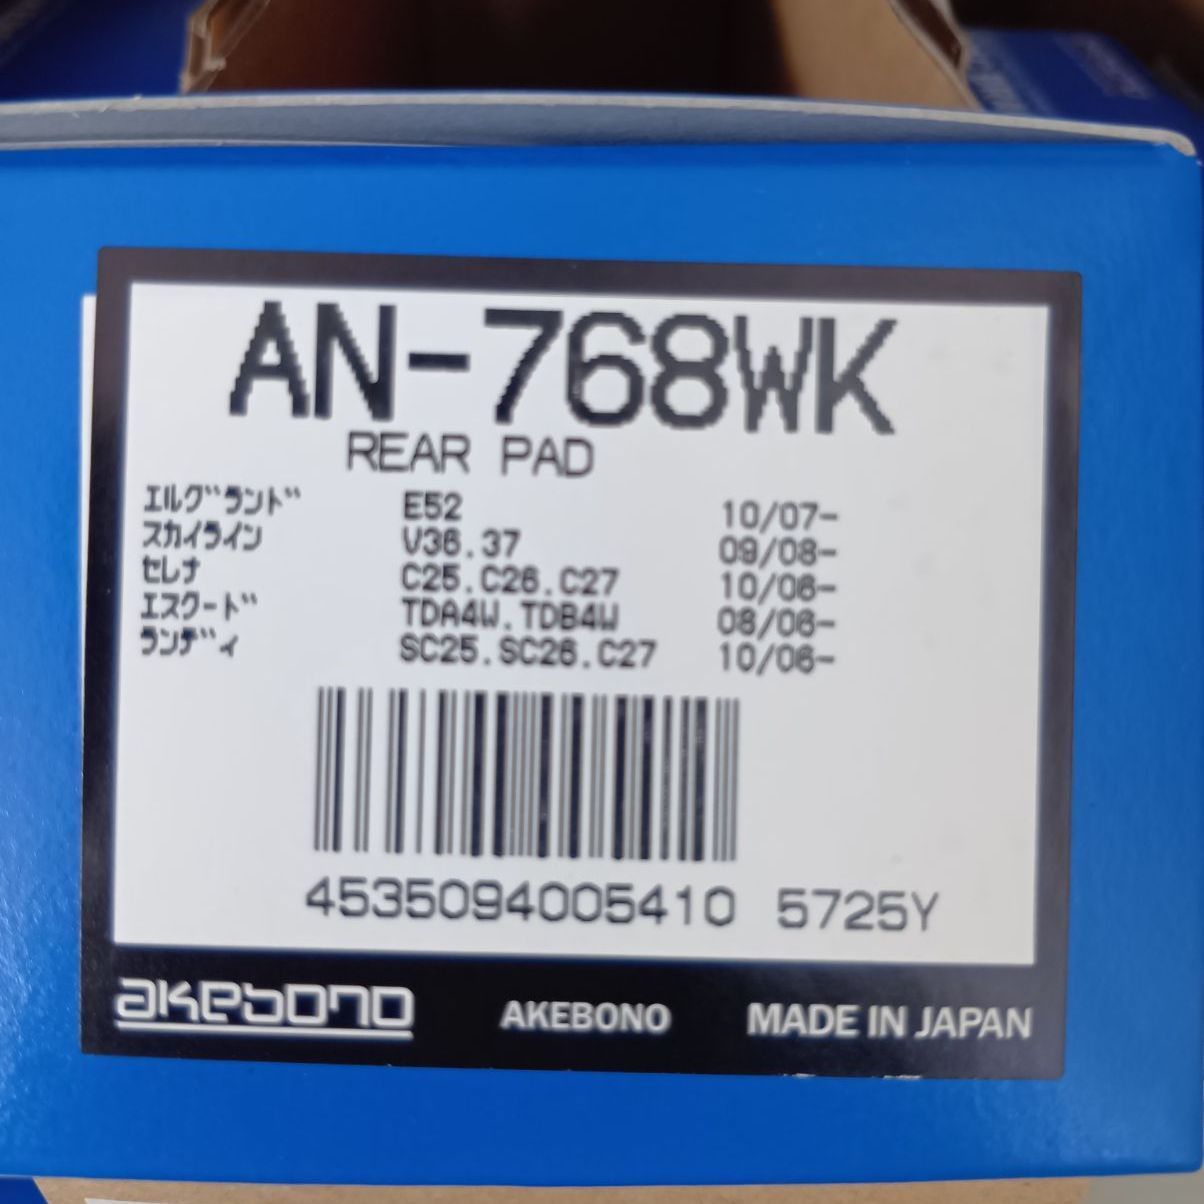 AN-768WK
REAR PAD
ｴﾙｸﾞﾗﾝﾄﾞ E52 10/07-
ｽｶｲﾗｲﾝ V36.37 09/08-
ｾﾚﾅ C25.C26.C27 10/06-
ｴｽｸｰﾄﾞ TDA4W.TDB4W 08/06-
ﾗﾝﾃﾞｨ SC25.SC26.C27 10/06-
4535094005410 5725Y
akebono AKEBONO MADE IN JAPAN